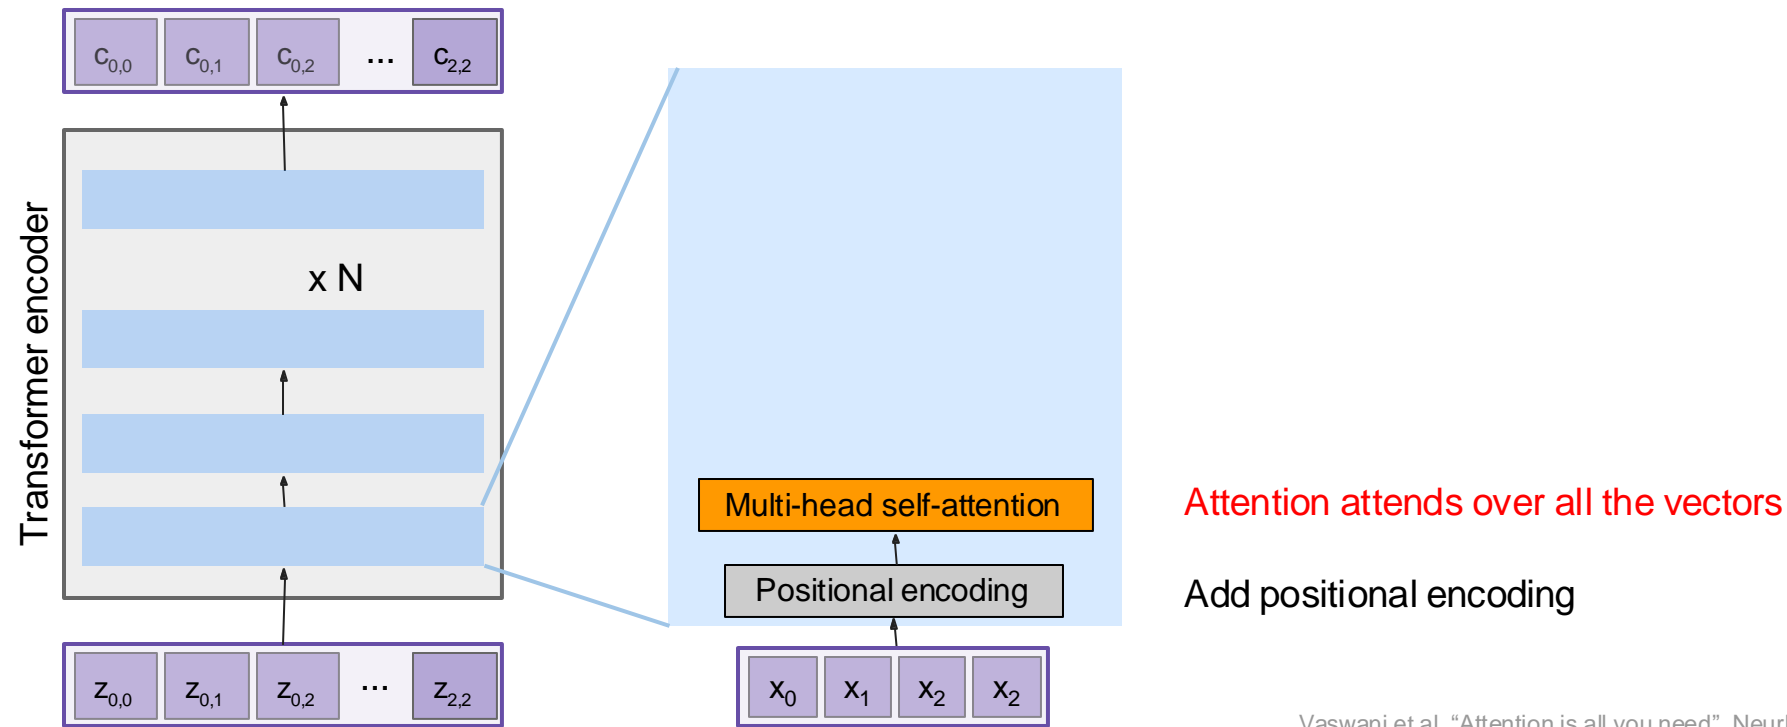 c0,0 c0,1 c0,2 ... c2,2
Transformer encoder
x N
z0,0 z0,1 z0,2 ... z2,2
Multi-head self-attention
Positional encoding
x0 x1 x2 x2
Attention attends over all the vectors
Add positional encoding
Vaswani et al, “Attention is all you need”, Neur